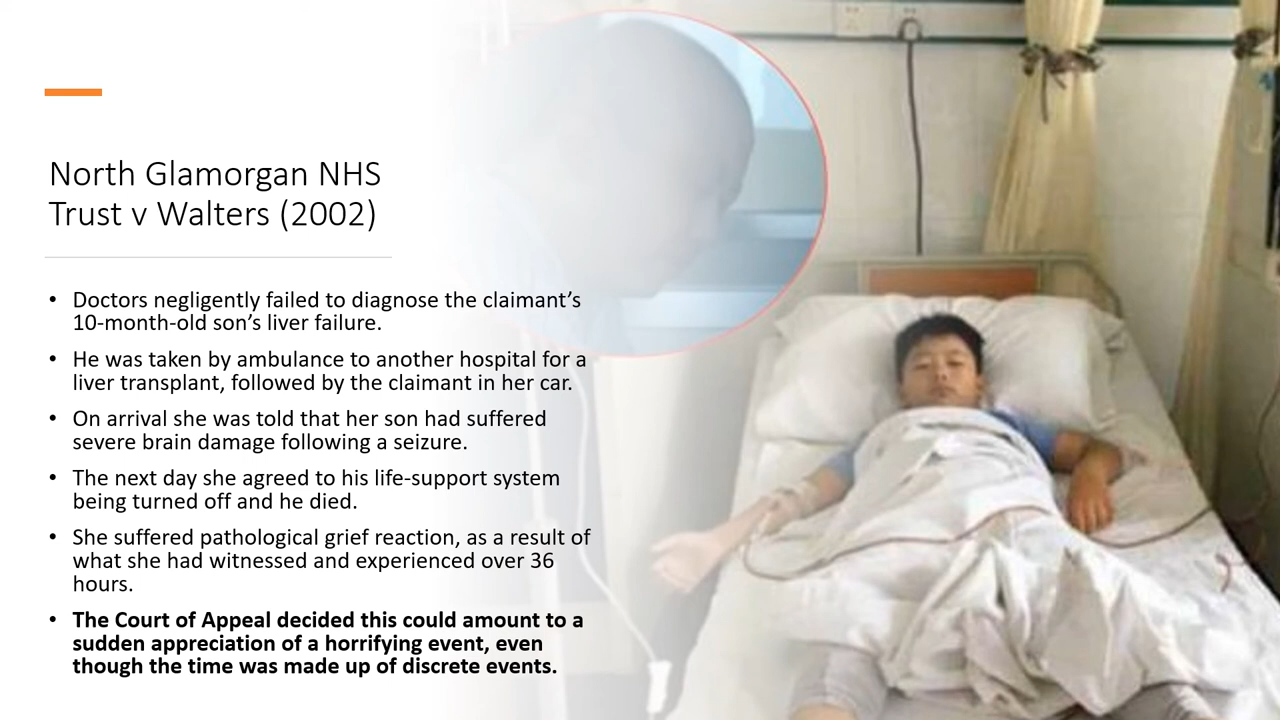 North Glamorgan NHS
Trust v Walters (2002)
• Doctors negligently failed to diagnose the claimant’s
10-month-old son’s liver failure.
• He was taken by ambulance to another hospital for a
liver transplant, followed by the claimant in her car.
• On arrival she was told that her son had suffered
severe brain damage following a seizure.
• The next day she agreed to his life-support system
being turned off and he died.
• She suffered pathological grief reaction, as a result of
what she had witnessed and experienced over 36
hours.
• The Court of Appeal decided this could amount to a
sudden appreciation of a horrifying event, even
though the time was made up of discrete events.